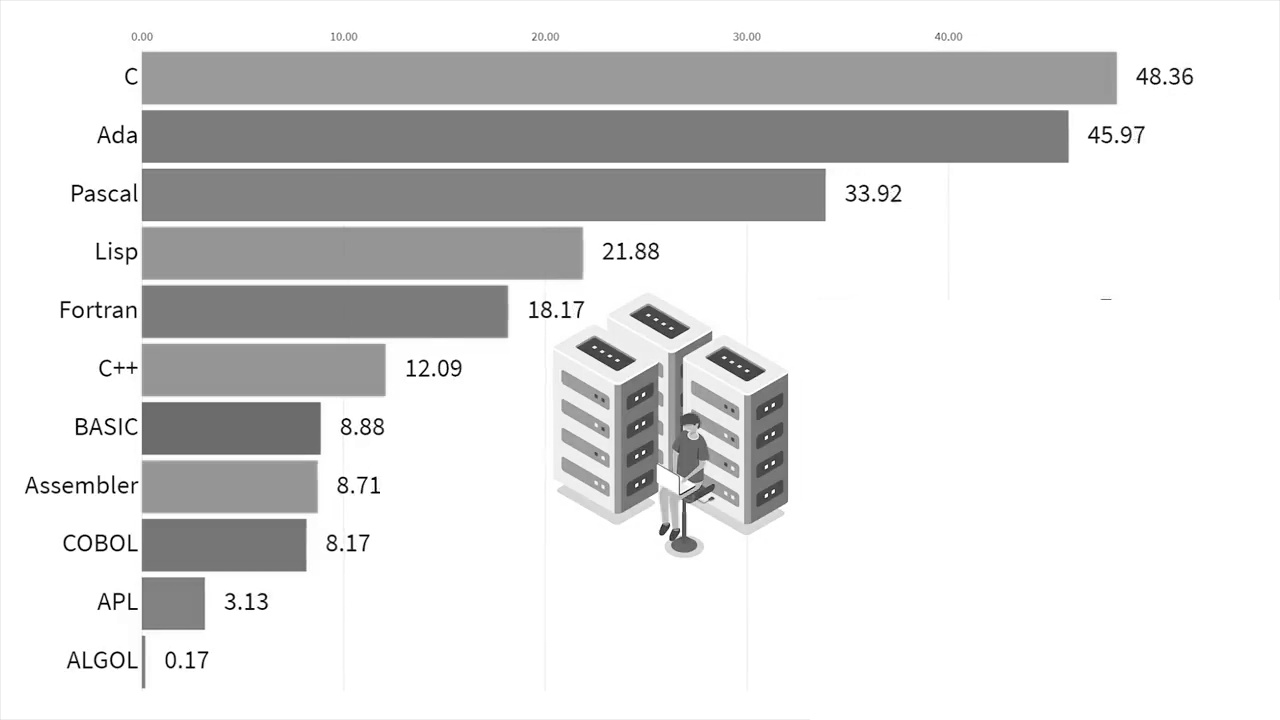 0.00 10.00 20.00 30.00 40.00
C 48.36
Ada 45.97
Pascal 33.92
Lisp 21.88
Fortran 18.17
C++ 12.09
BASIC 8.88
Assembler 8.71
COBOL 8.17
APL 3.13
ALGOL 0.17